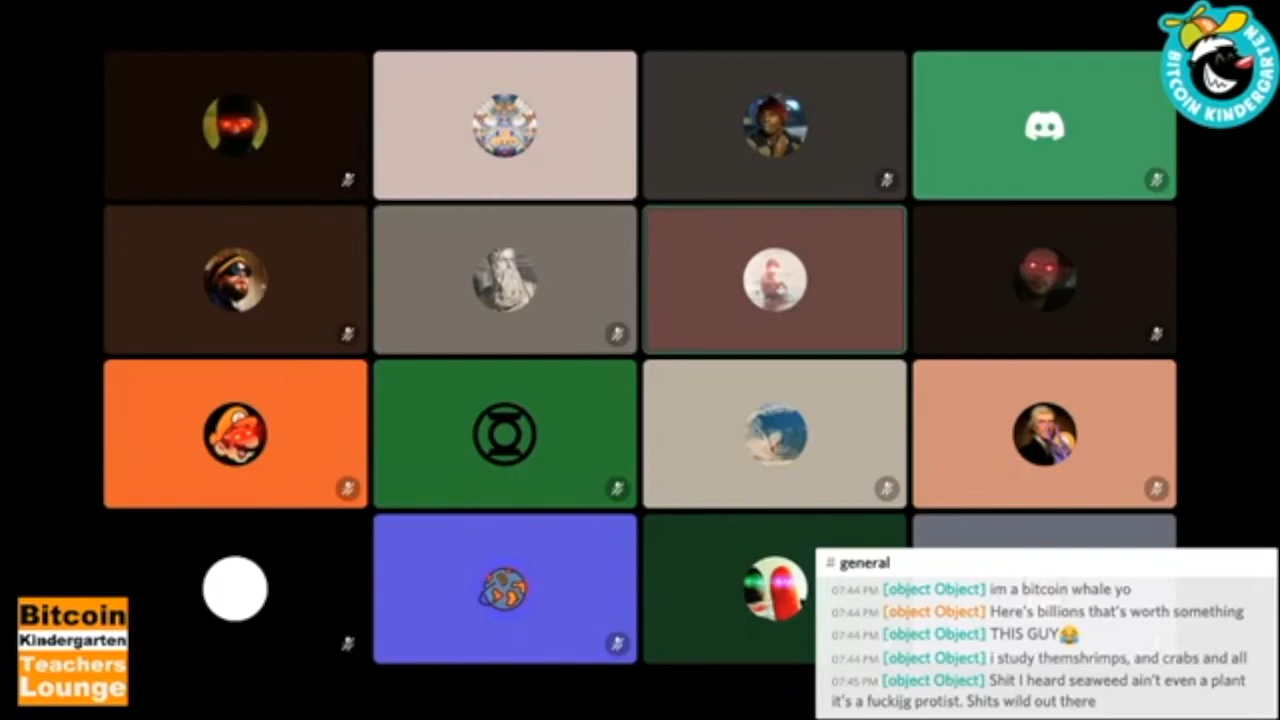 BITCOIN KINDERGARTEN
# general
07:44 PM [object Object] im a bitcoin whale yo
07:44 PM [object Object] Here's billions that's worth something
07:44 PM [object Object] THIS GUY😂
07:44 PM [object Object] i study themshrimps, and crabs and all
07:45 PM [object Object] Shit I heard seaweed ain't even a plant
it's a fuckijg protist. Shits wild out there
Bitcoin
Kindergarten
Teachers
Lounge